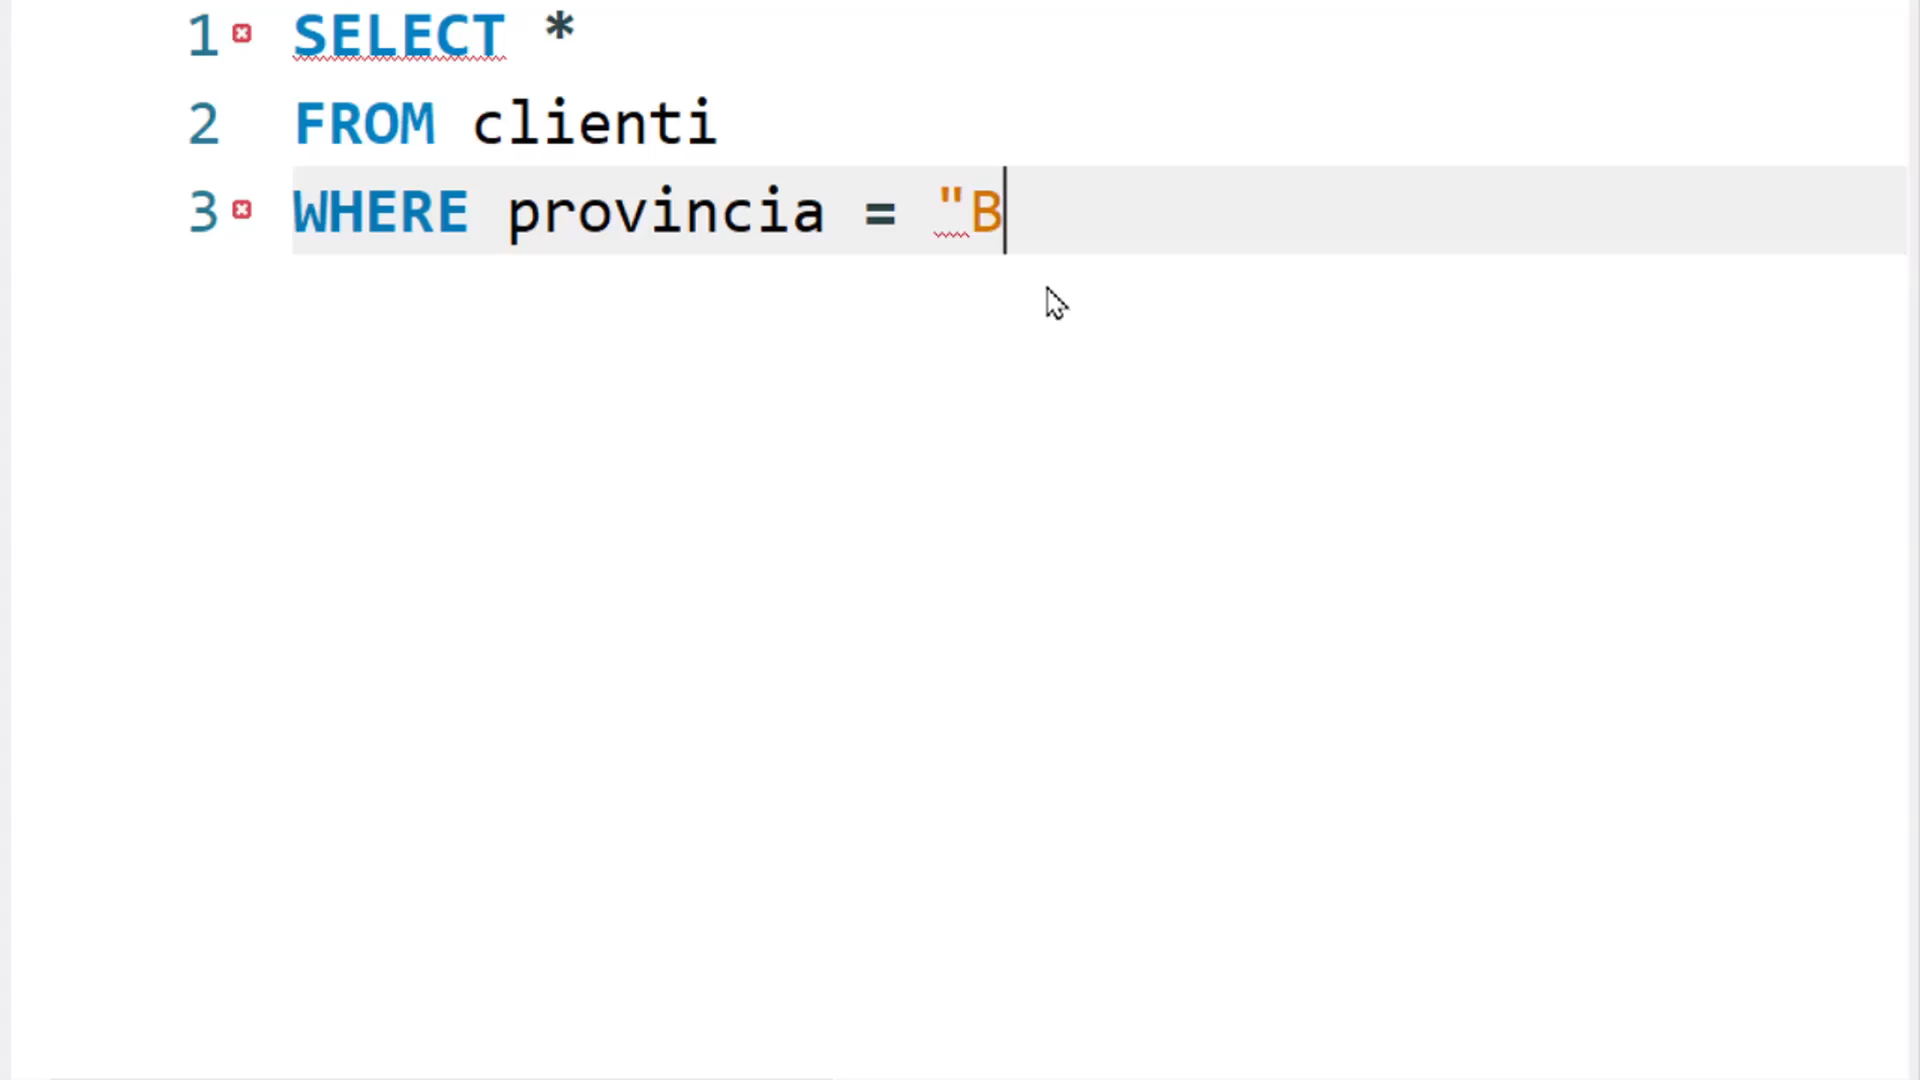 1 SELECT *
2 FROM clienti
3 WHERE provincia = "B